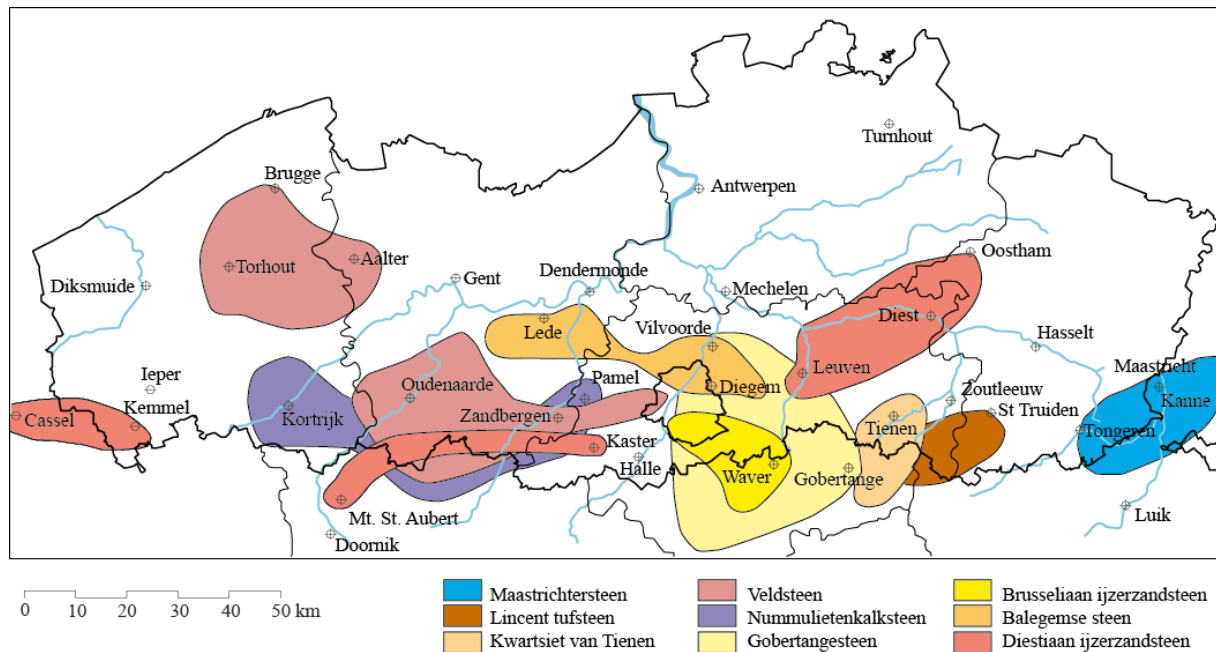 Turnhout
Brugge
Antwerpen
Oostham
Torhout
Aalter
Gent
Dendermonde
Diksmuide
Mechelen
Lede
Vilvoorde
Diest
Hasselt
Ieper
Oudenaarde
Pamel
Diegem
Leuven
Maastricht
Kemmel
Cassel
Kortrijk
Zandbergen
Zoutleeuw
St Truiden
Kanne
Tienen
Tongeren
Kaster
Halle
Waver
Gobertange
Mt. St. Aubert
Doornik
Luik
0 10 20 30 40 50 km
Maastrichtersteen
Lincent tufsteen
Kwartsiet van Tienen
Veldsteen
Nummulietenkalksteen
Gobertangesteen
Brusseliaan ijzerzandsteen
Balegemse steen
Diestiaan ijzerzandsteen